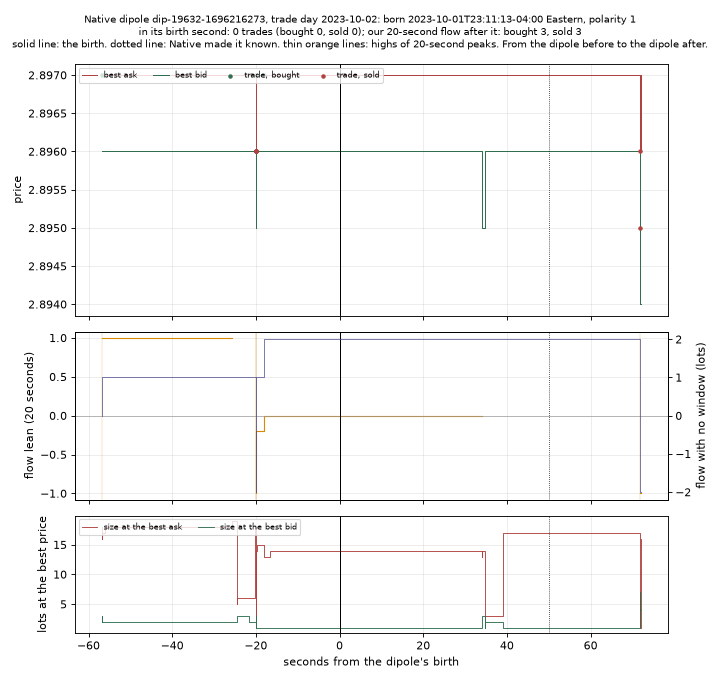 Native dipole dip-19632-1696216273, trade day 2023-10-02: born 2023-10-01T23:11:13-04:00 Eastern, polarity 1
in its birth second: 0 trades (bought 0, sold 0); our 20-second flow after it: bought 3, sold 3
solid line: the birth. dotted line: Native made it known. thin orange lines: highs of 20-second peaks. From the dipole before to the dipole after.
best ask best bid trade, bought trade, sold
2.8970
2.8965
2.8960
2.8955
2.8950
2.8945
2.8940
price
1.0
0.5
0.0
−0.5
−1.0
flow lean (20 seconds)
2
1
0
−1
−2
flow with no window (lots)
size at the best ask size at the best bid
15
10
5
lots at the best price
−60 −40 −20 0 20 40 60
seconds from the dipole's birth